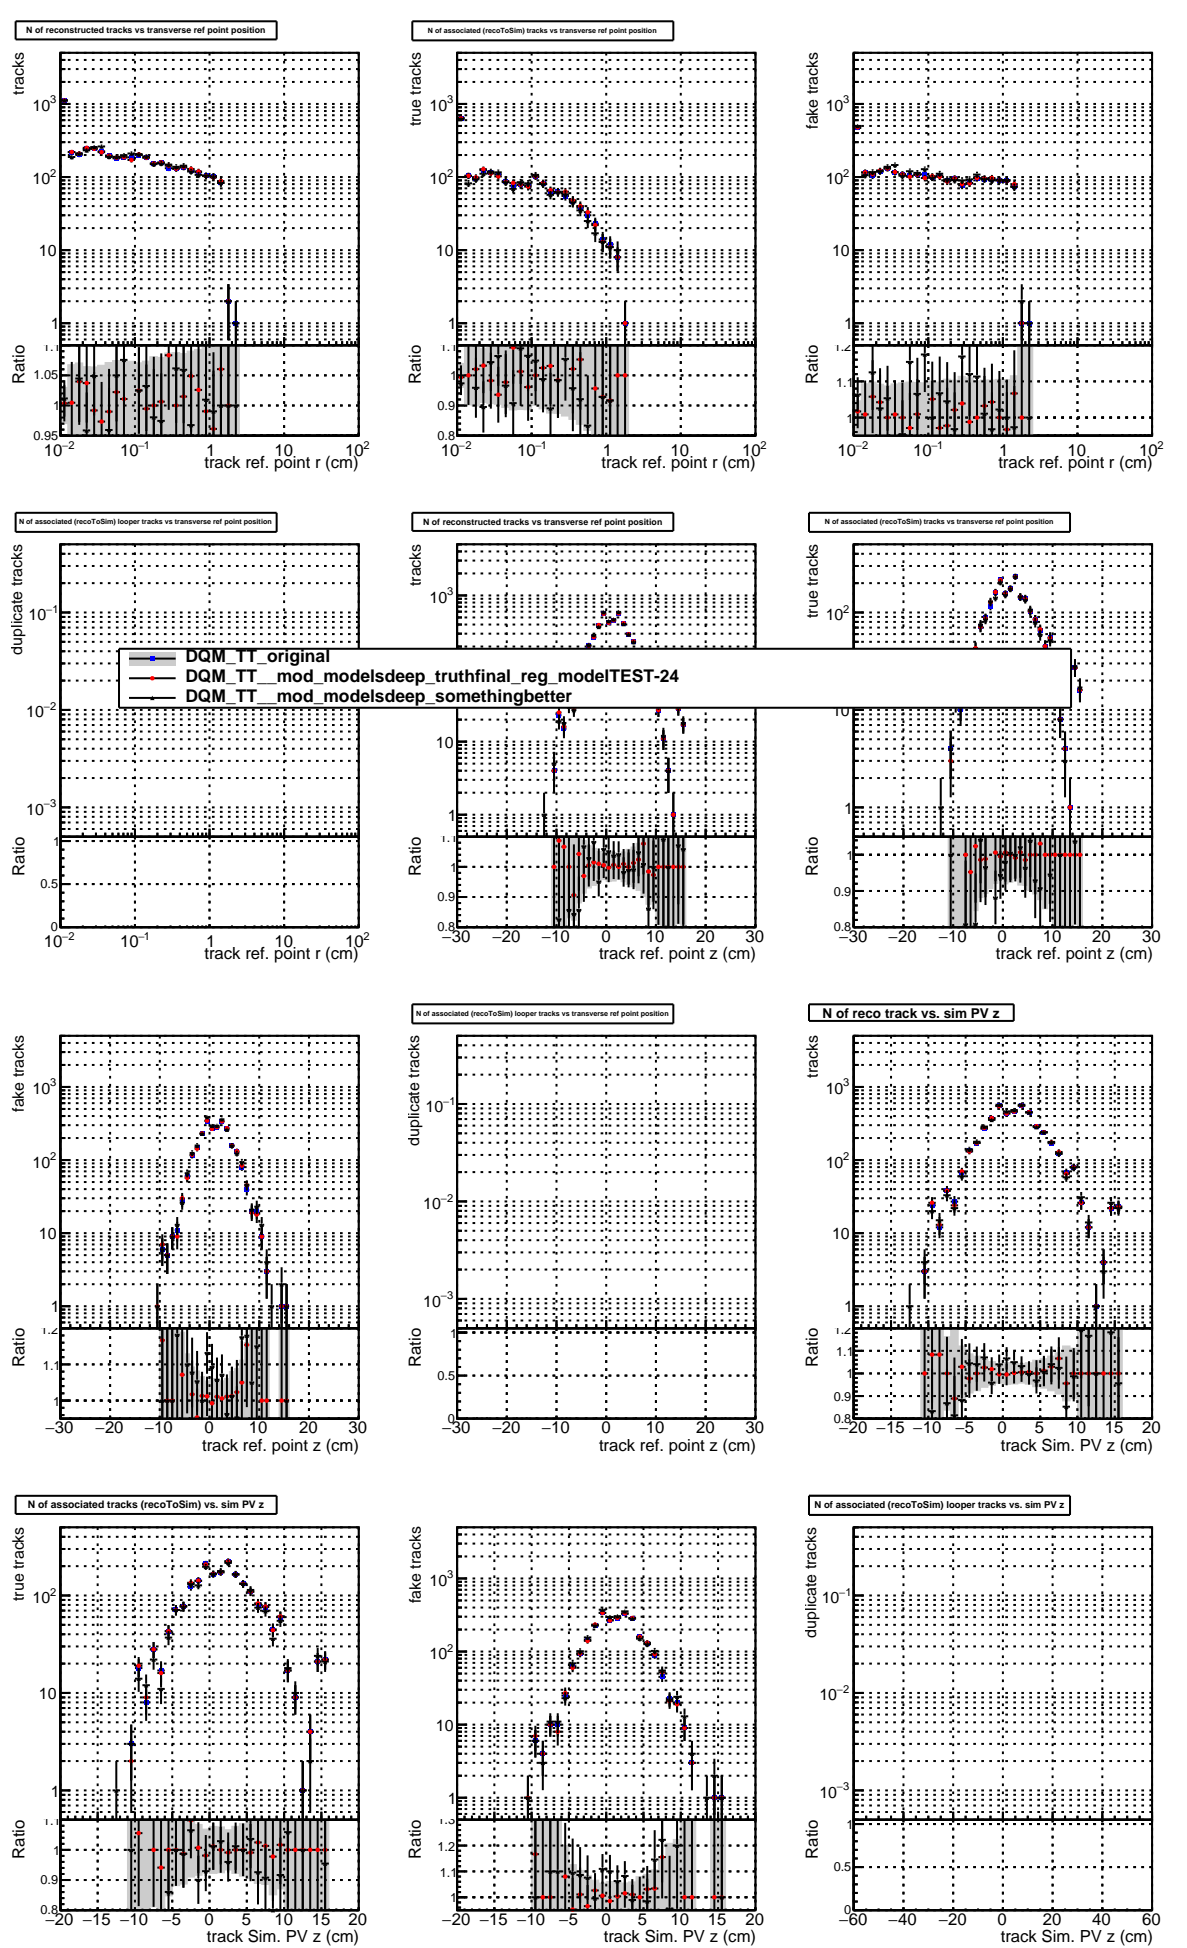 N of reconstructed tracks vs transverse ref point position
tracks
10³
10²
10
1
Ratio
1.1
1.05
1
0.95
10⁻² 10⁻¹ 1 10 10²
track ref. point r (cm)
N of associated (recoToSim) tracks vs transverse ref point position
true tracks
10³
10²
10
1
Ratio
1.1
1
0.9
0.8
10⁻² 10⁻¹ 1 10 10²
track ref. point r (cm)
fake tracks
10³
10²
10
1
Ratio
1.2
1.1
1
10⁻² 10⁻¹ 1 10 10²
track ref. point r (cm)
N of associated (recoToSim) looper tracks vs transverse ref point position
duplicate tracks
10⁻¹
10⁻²
10⁻³
Ratio
1
0.5
0
10⁻² 10⁻¹ 1 10 10²
track ref. point r (cm)
N of reconstructed tracks vs transverse ref point position
tracks
10³
10
1
Ratio
1.1
1
0.9
0.8
−30 −20 −10 0 10 20 30
track ref. point z (cm)
N of associated (recoToSim) tracks vs transverse ref point position
true tracks
10²
10
1
Ratio
1
0.9
0.8
−30 −20 −10 0 10 20 30
track ref. point z (cm)
DQM_TT_original
DQM_TT__mod_modelsdeep_truthfinal_reg_modelTEST-24
DQM_TT__mod_modelsdeep_somethingbetter
fake tracks
10³
10²
10
1
Ratio
1.2
1.1
1
−30 −20 −10 0 10 20 30
track ref. point z (cm)
N of associated (recoToSim) looper tracks vs transverse ref point position
duplicate tracks
10⁻¹
10⁻²
10⁻³
Ratio
1
0.5
0
−30 −20 −10 0 10 20 30
track ref. point z (cm)
N of reco track vs. sim PV z
tracks
10³
10²
10
1
Ratio
1.2
1.1
1
0.9
0.8
−20 −15 −10 −5 0 5 10 15 20
track Sim. PV z (cm)
N of associated tracks (recoToSim) vs. sim PV z
true tracks
10²
10
1
Ratio
1
0.9
0.8
−20 −15 −10 −5 0 5 10 15 20
track Sim. PV z (cm)
fake tracks
10³
10²
10
1
Ratio
1.3
1.2
1.1
1
−20 −15 −10 −5 0 5 10 15 20
track Sim. PV z (cm)
N of associated (recoToSim) looper tracks vs. sim PV z
duplicate tracks
10⁻¹
10⁻²
10⁻³
Ratio
1
0.5
0
−60 −40 −20 0 20 40 60
track Sim. PV z (cm)